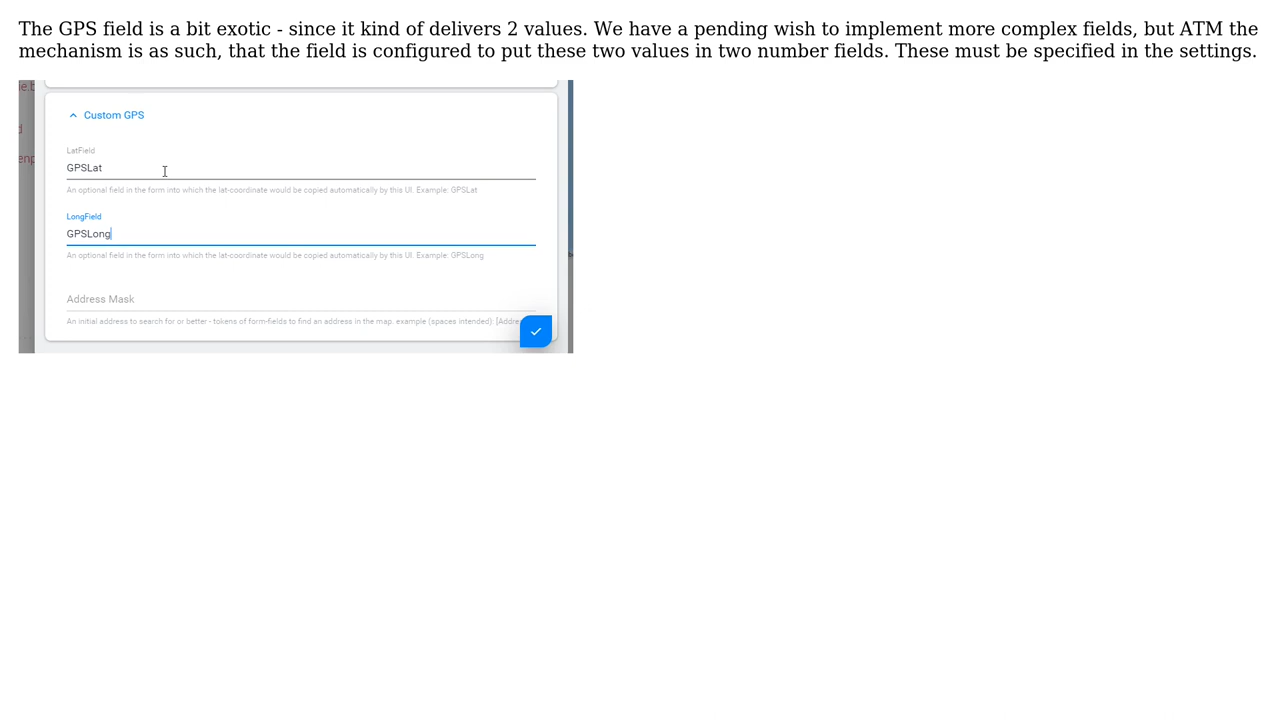 The GPS field is a bit exotic - since it kind of delivers 2 values. We have a pending wish to implement more complex fields, but ATM the
mechanism is as such, that the field is configured to put these two values in two number fields. These must be specified in the settings.
Custom GPS
LatField
GPSLat
An optional field in the form into which the lat-coordinate would be copied automatically by this UI. Example: GPSLat
LongField
GPSLong
An optional field in the form into which the lat-coordinate would be copied automatically by this UI. Example: GPSLong
Address Mask
An initial address to search for or better - tokens of form-fields to find an address in the map. example (spaces intended): [Addre